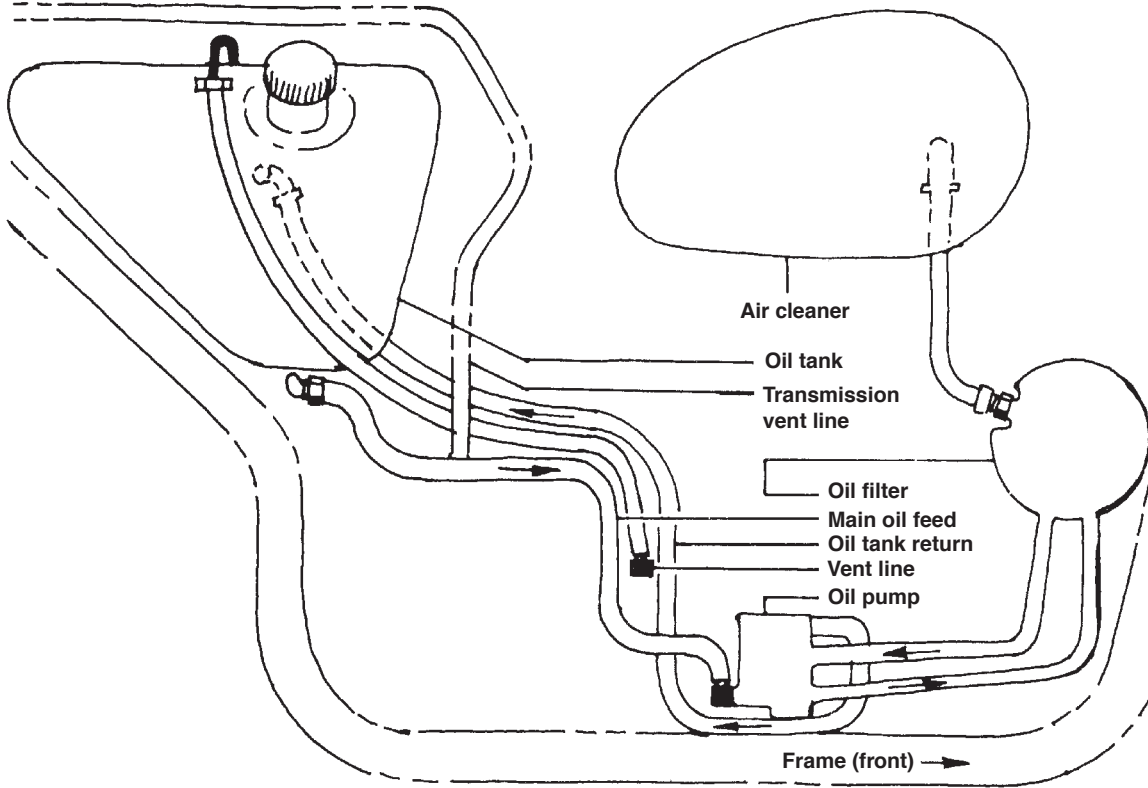 Air cleaner
Oil tank
Transmission
vent line
Oil filter
Main oil feed
Oil tank return
Vent line
Oil pump
Frame (front)